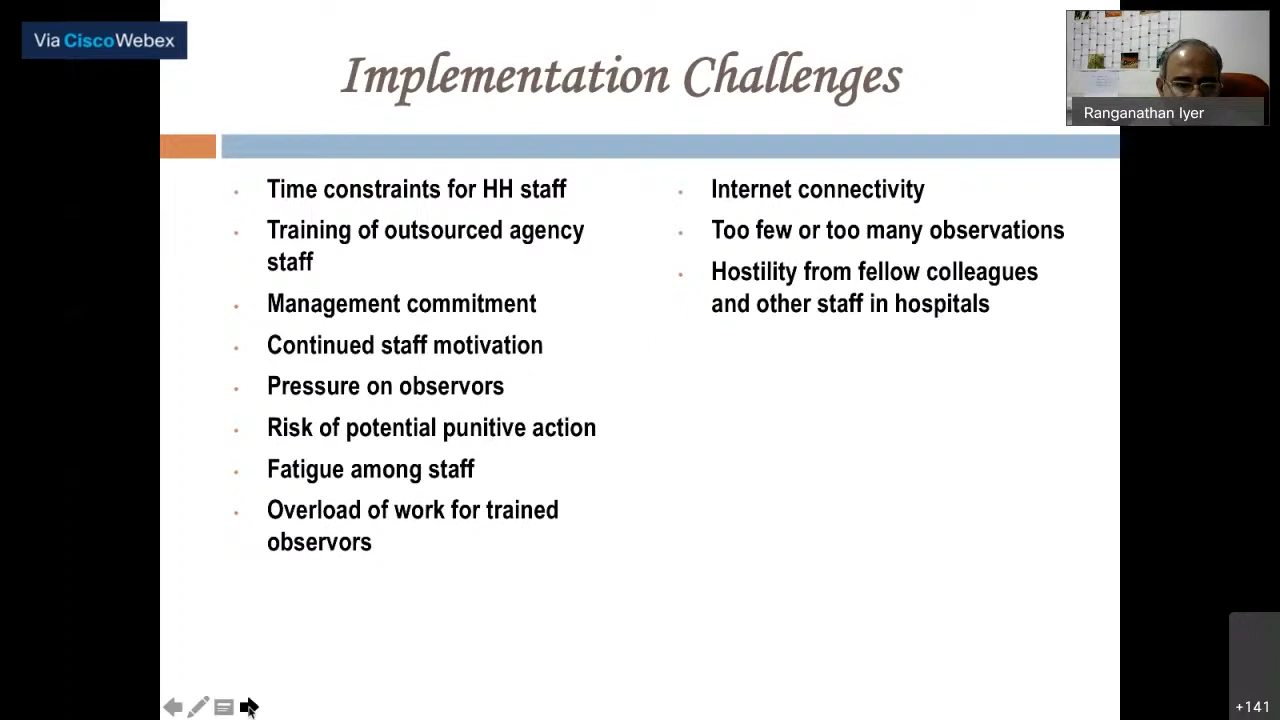 Via CiscoWebex
Implementation Challenges
Ranganathan Iyer
Time constraints for HH staff
Training of outsourced agency
staff
Management commitment
Continued staff motivation
Pressure on observors
Risk of potential punitive action
Fatigue among staff
Overload of work for trained
observors
Internet connectivity
Too few or too many observations
Hostility from fellow colleagues
and other staff in hospitals
+141